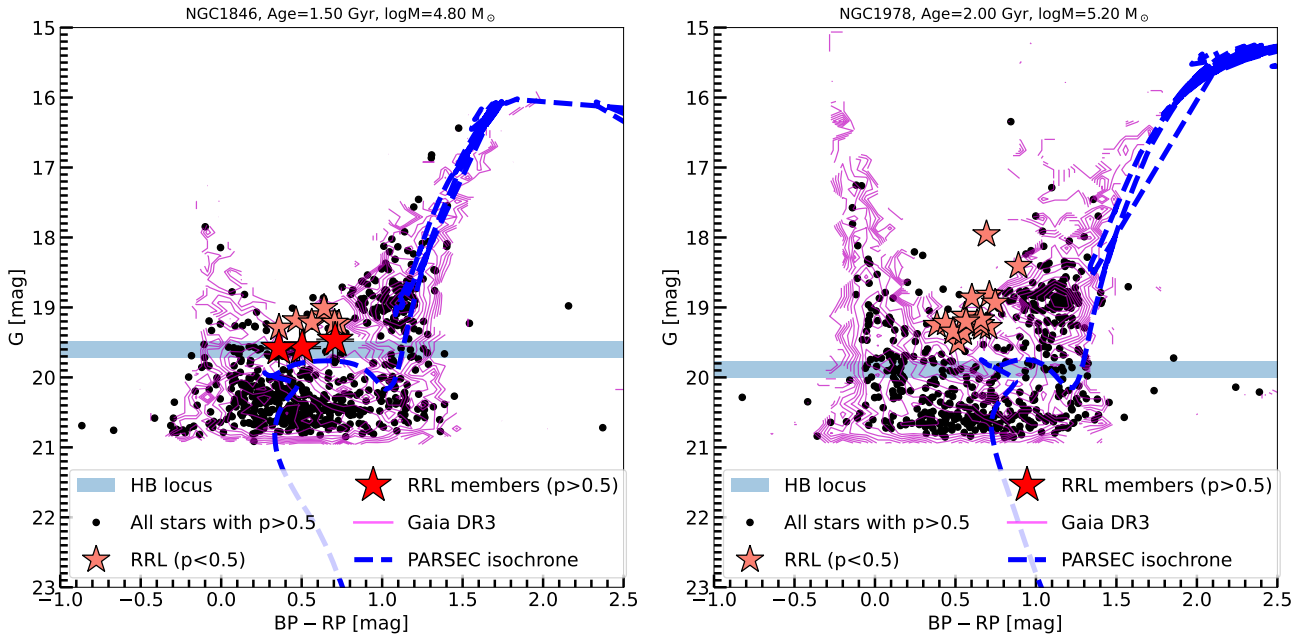 NGC1846, Age=1.50 Gyr, logM=4.80 M⊙
15
16
17
18
19
20
21
22
23
G [mag]
HB locus
All stars with p>0.5
RRL (p<0.5)
RRL members (p>0.5)
Gaia DR3
PARSEC isochrone
−1.0 −0.5 0.0 0.5 1.0 1.5 2.0 2.5
BP − RP [mag]
NGC1978, Age=2.00 Gyr, logM=5.20 M⊙
15
16
17
18
19
20
21
22
23
G [mag]
HB locus
All stars with p>0.5
RRL (p<0.5)
RRL members (p>0.5)
Gaia DR3
PARSEC isochrone
−1.0 −0.5 0.0 0.5 1.0 1.5 2.0 2.5
BP − RP [mag]